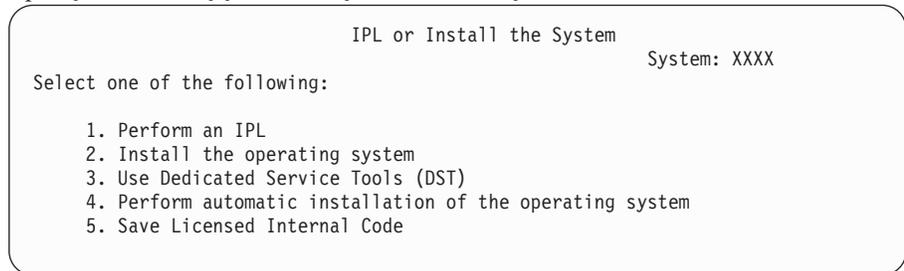 IPL or Install the System
System: XXXX
Select one of the following:
1. Perform an IPL
2. Install the operating system
3. Use Dedicated Service Tools (DST)
4. Perform automatic installation of the operating system
5. Save Licensed Internal Code